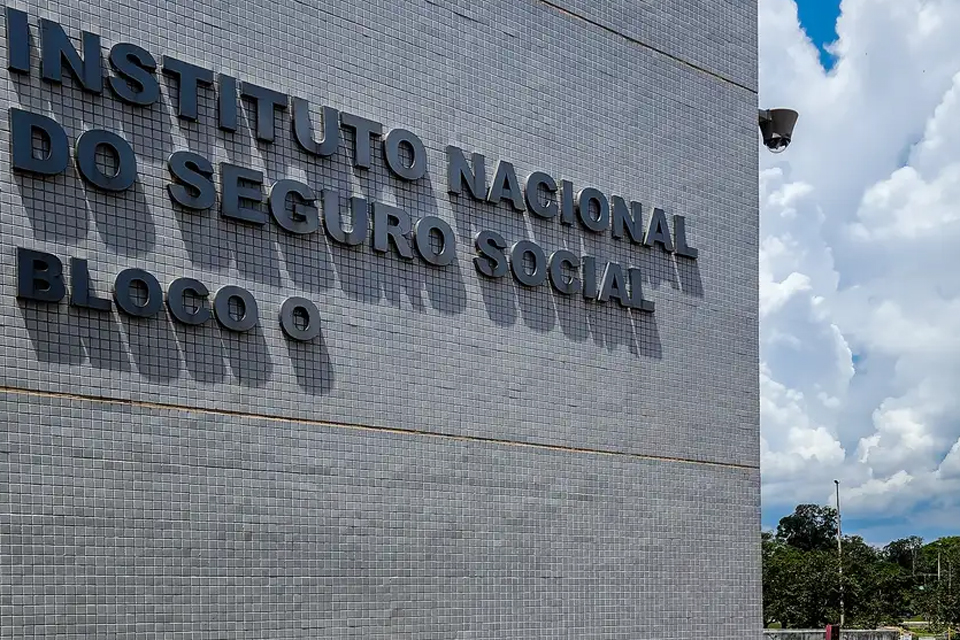 INSTITUTO NACIONAL
DO SEGURO SOCIAL
BLOCO O